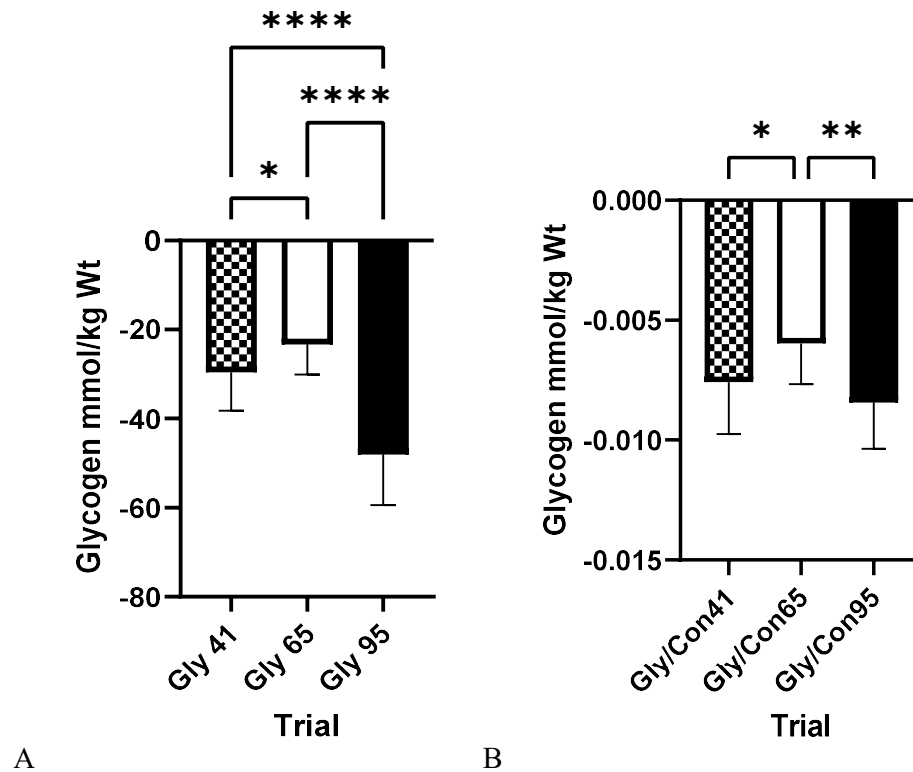 ****
****
*
0
-20
-40
-60
-80
Glycogen mmol/kg Wt
Gly 41
Gly 65
Gly 95
Trial
A
*
**
0.000
-0.005
-0.010
-0.015
Glycogen mmol/kg Wt
Gly/Con41
Gly/Con65
Gly/Con95
Trial
B